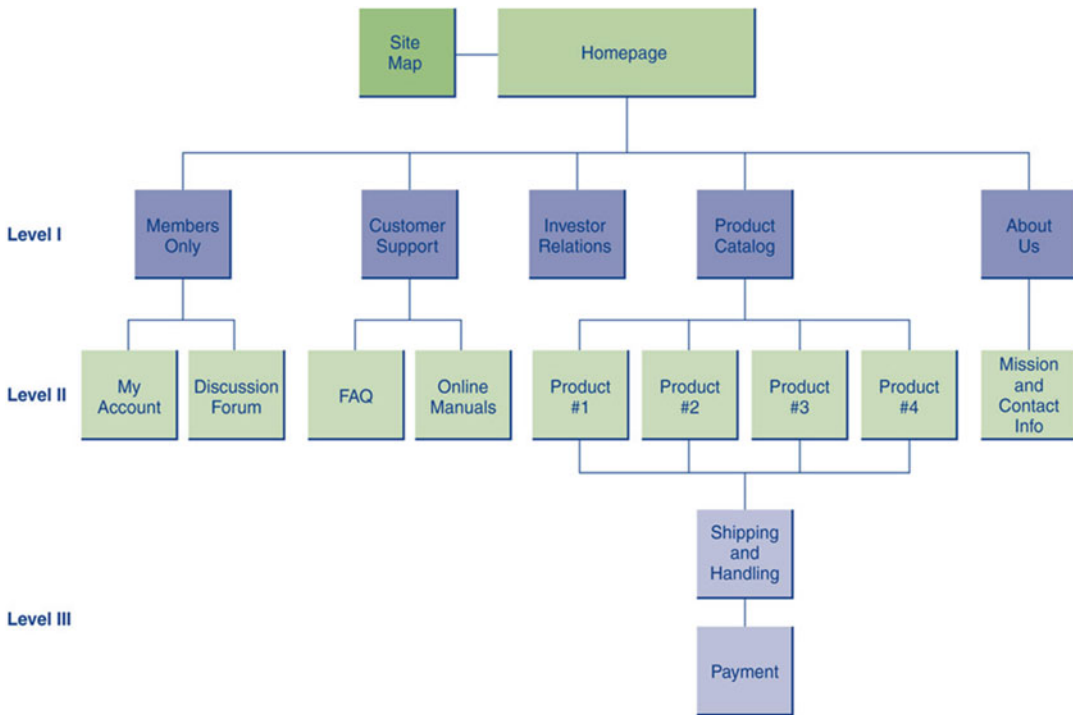 Site
Map
Homepage
Level I
Members
Only
Customer
Support
Investor
Relations
Product
Catalog
About
Us
Level II
My
Account
Discussion
Forum
FAQ
Online
Manuals
Product
#1
Product
#2
Product
#3
Product
#4
Mission
and
Contact
Info
Shipping
and
Handling
Level III
Payment